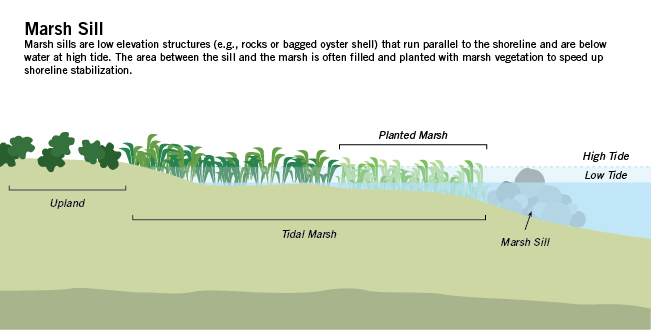 Marsh Sill
Marsh sills are low elevation structures (e.g., rocks or bagged oyster shell) that run parallel to the shoreline and are below
water at high tide. The area between the sill and the marsh is often filled and planted with marsh vegetation to speed up
shoreline stabilization.
Planted Marsh
High Tide
Low Tide
Upland
Tidal Marsh
Marsh Sill